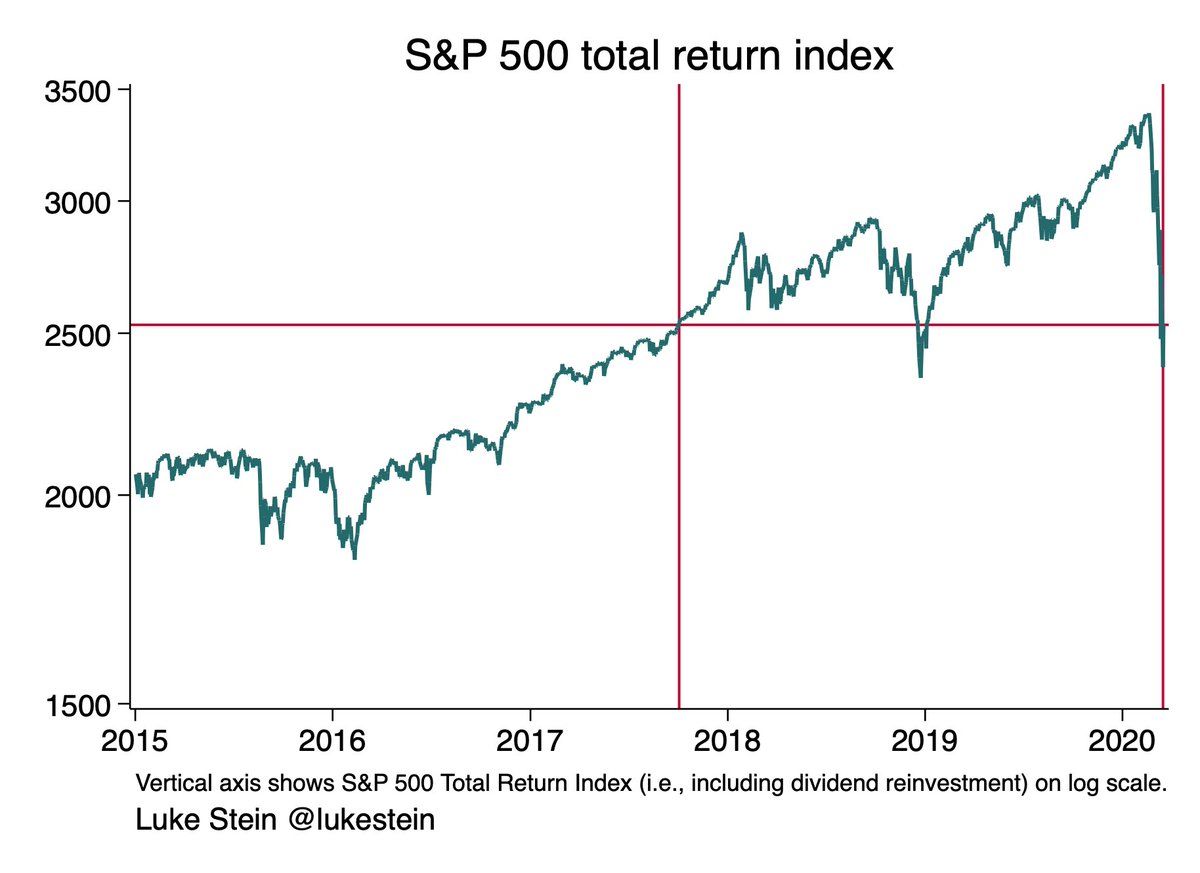 S&P 500 total return index
3500
3000
2500
2000
1500
2015 2016 2017 2018 2019 2020
Vertical axis shows S&P 500 Total Return Index (i.e., including dividend reinvestment) on log scale.
Luke Stein @lukestein